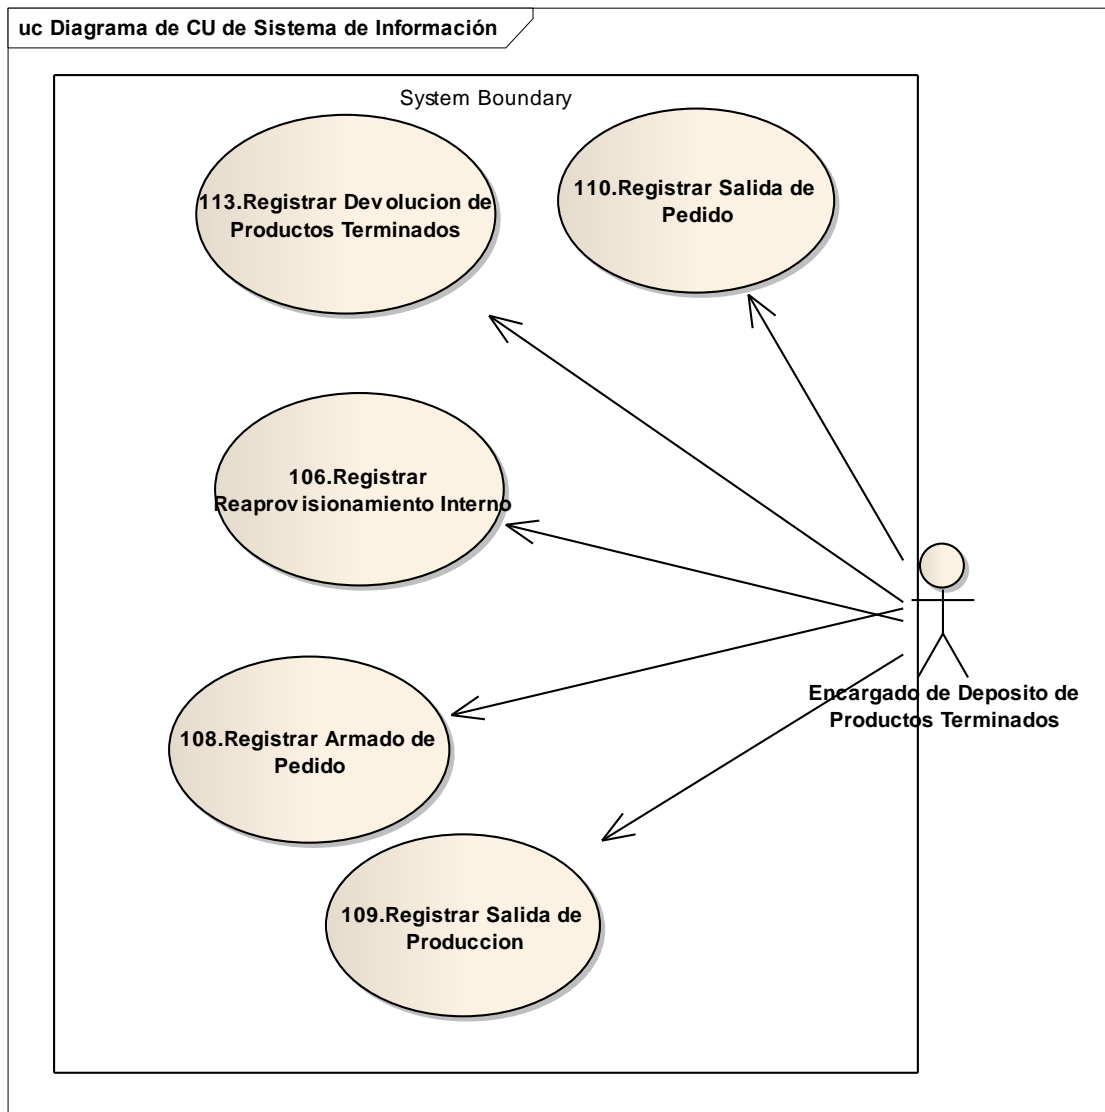 uc Diagrama de CU de Sistema de Información
System Boundary
113.Registrar Devolucion de
Productos Terminados
110.Registrar Salida de
Pedido
106.Registrar
Reaprovisionamiento Interno
108.Registrar Armado de
Pedido
109.Registrar Salida de
Produccion
Encargado de Deposito de
Productos Terminados